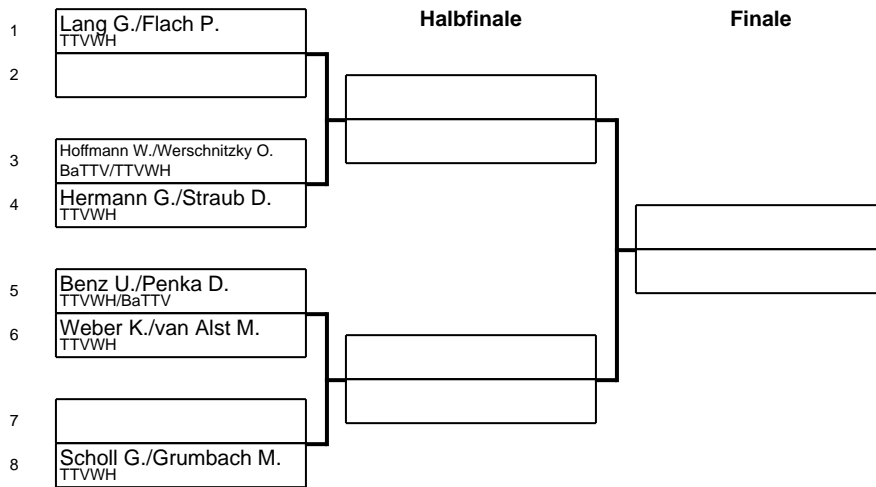 Halbfinale Finale
1 Lang G./Flach P.
TTVWH
2
3 Hoffmann W./Werschnitzky O.
BaTTV/TTVWH
4 Hermann G./Straub D.
TTVWH
5 Benz U./Penka D.
TTVWH/BaTTV
6 Weber K./van Alst M.
TTVWH
7
8 Scholl G./Grumbach M.
TTVWH